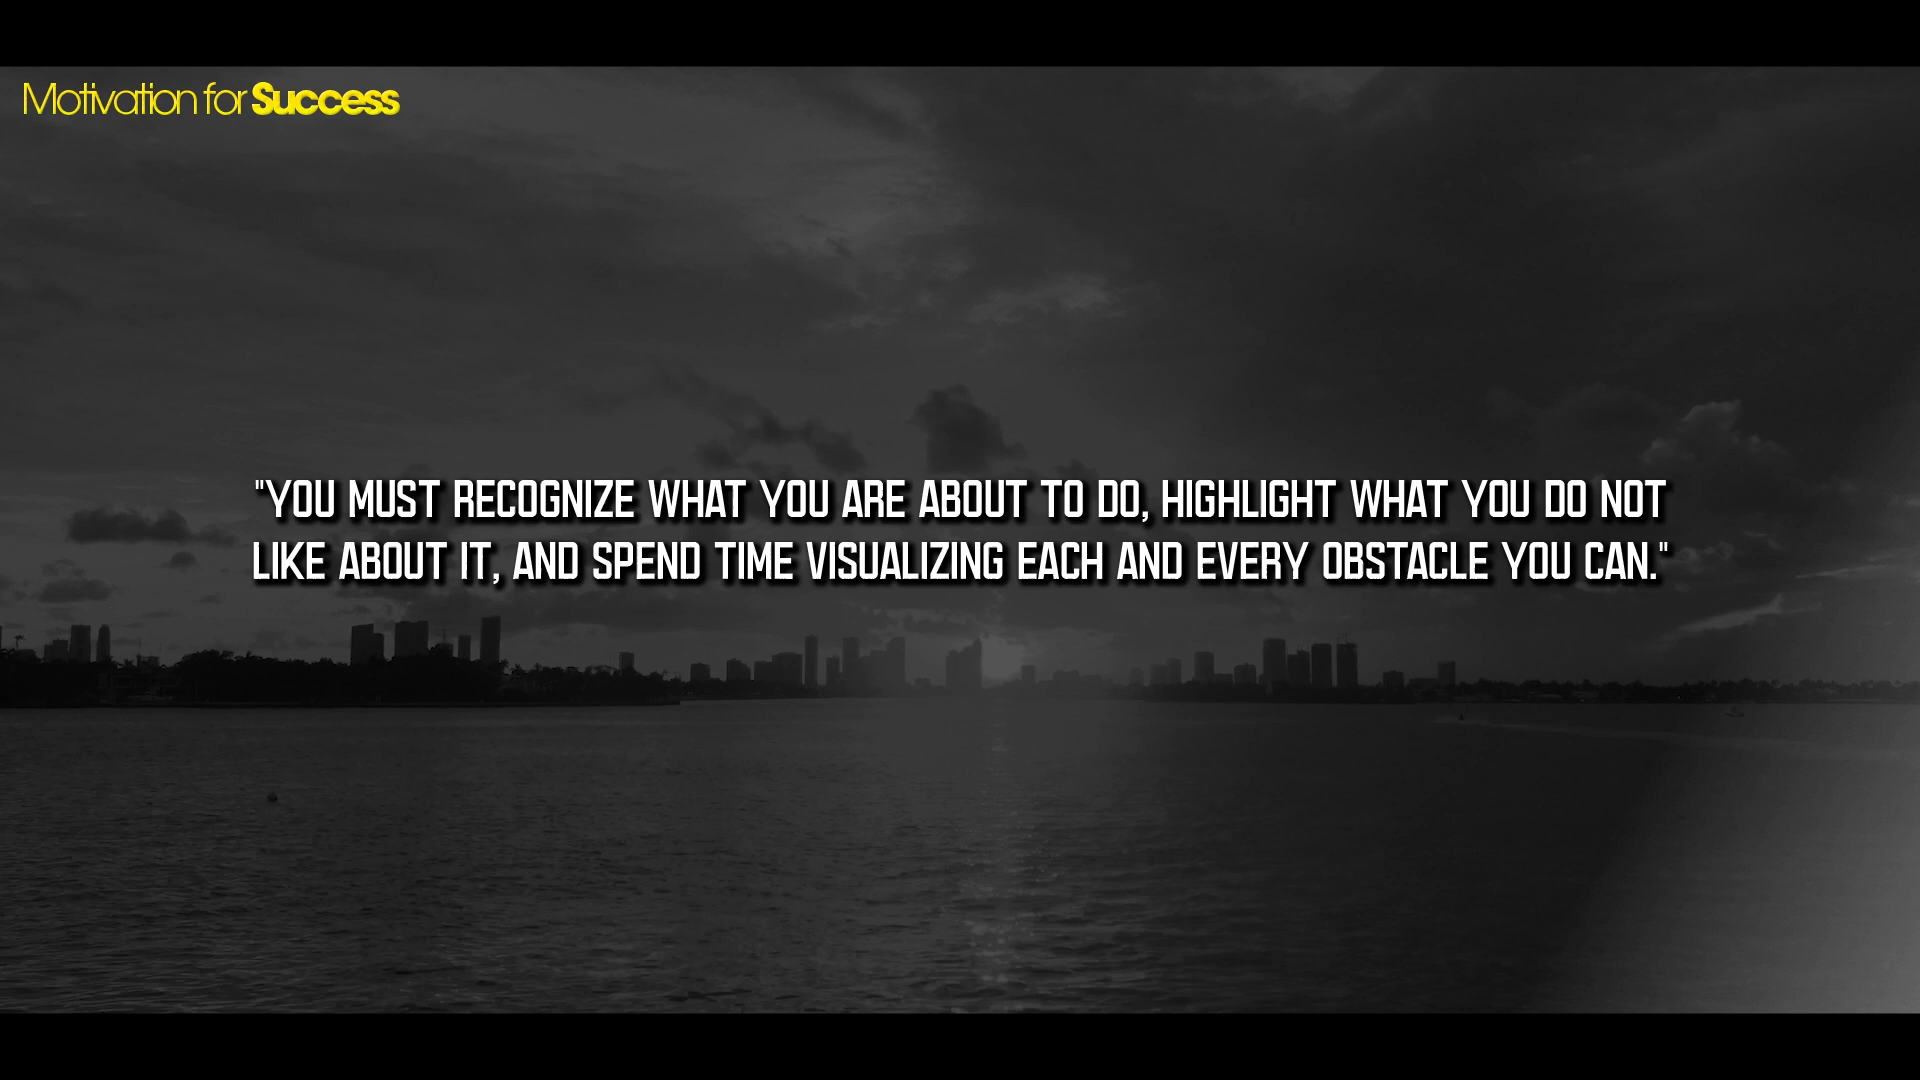 Motivation for Success
"YOU MUST RECOGNIZE WHAT YOU ARE ABOUT TO DO, HIGHLIGHT WHAT YOU DO NOT
LIKE ABOUT IT, AND SPEND TIME VISUALIZING EACH AND EVERY OBSTACLE YOU CAN."